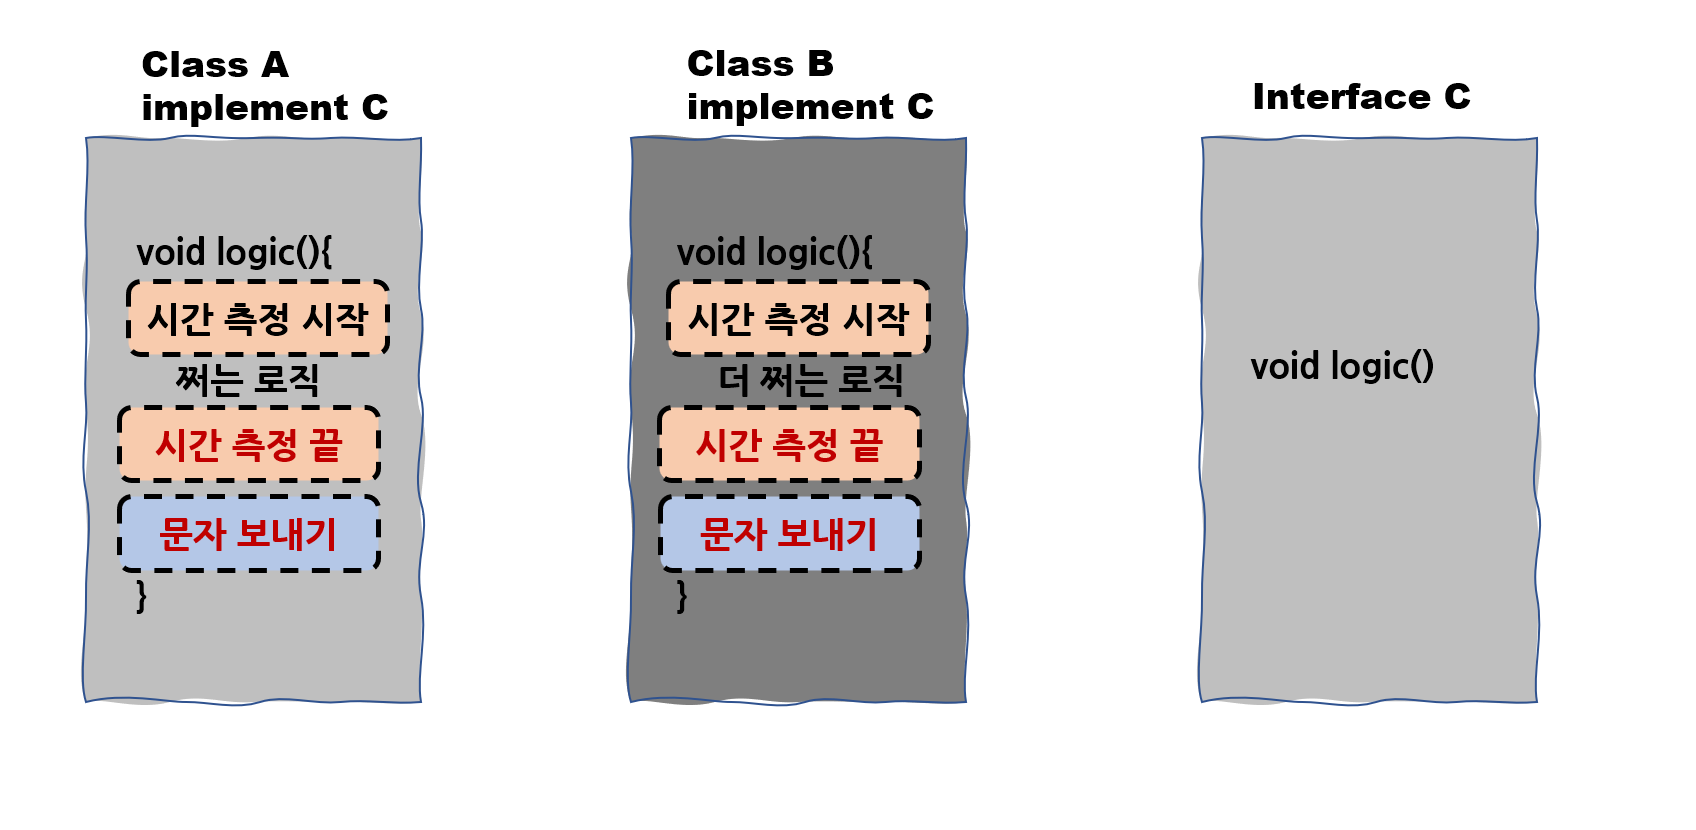 Class A
implement C
void logic(){
시간 측정 시작
쩌는 로직
시간 측정 끝
문자 보내기
}
Class B
implement C
void logic(){
시간 측정 시작
더 쩌는 로직
시간 측정 끝
문자 보내기
}
Interface C
void logic()